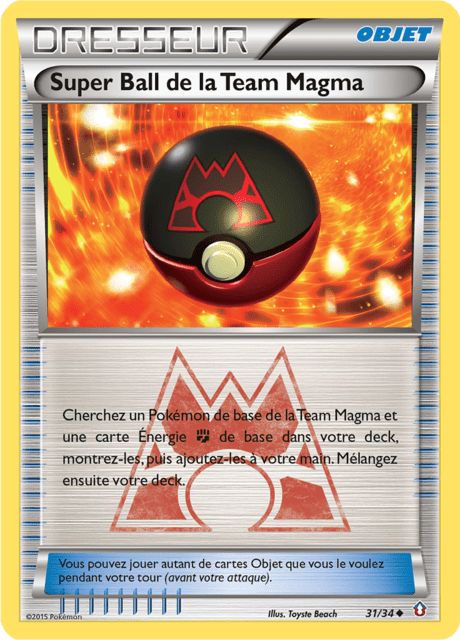 DRESSEUR
OBJET
Super Ball de la Team Magma
Cherchez un Pokémon de base de la Team Magma et
une carte Énergie de base dans votre deck,
montrez-les, puis ajoutez-les à votre main. Mélangez
ensuite votre deck.
Vous pouvez jouer autant de cartes Objet que vous le voulez
pendant votre tour (avant votre attaque).
©2015 Pokémon
Illus. Toyste Beach
31/34